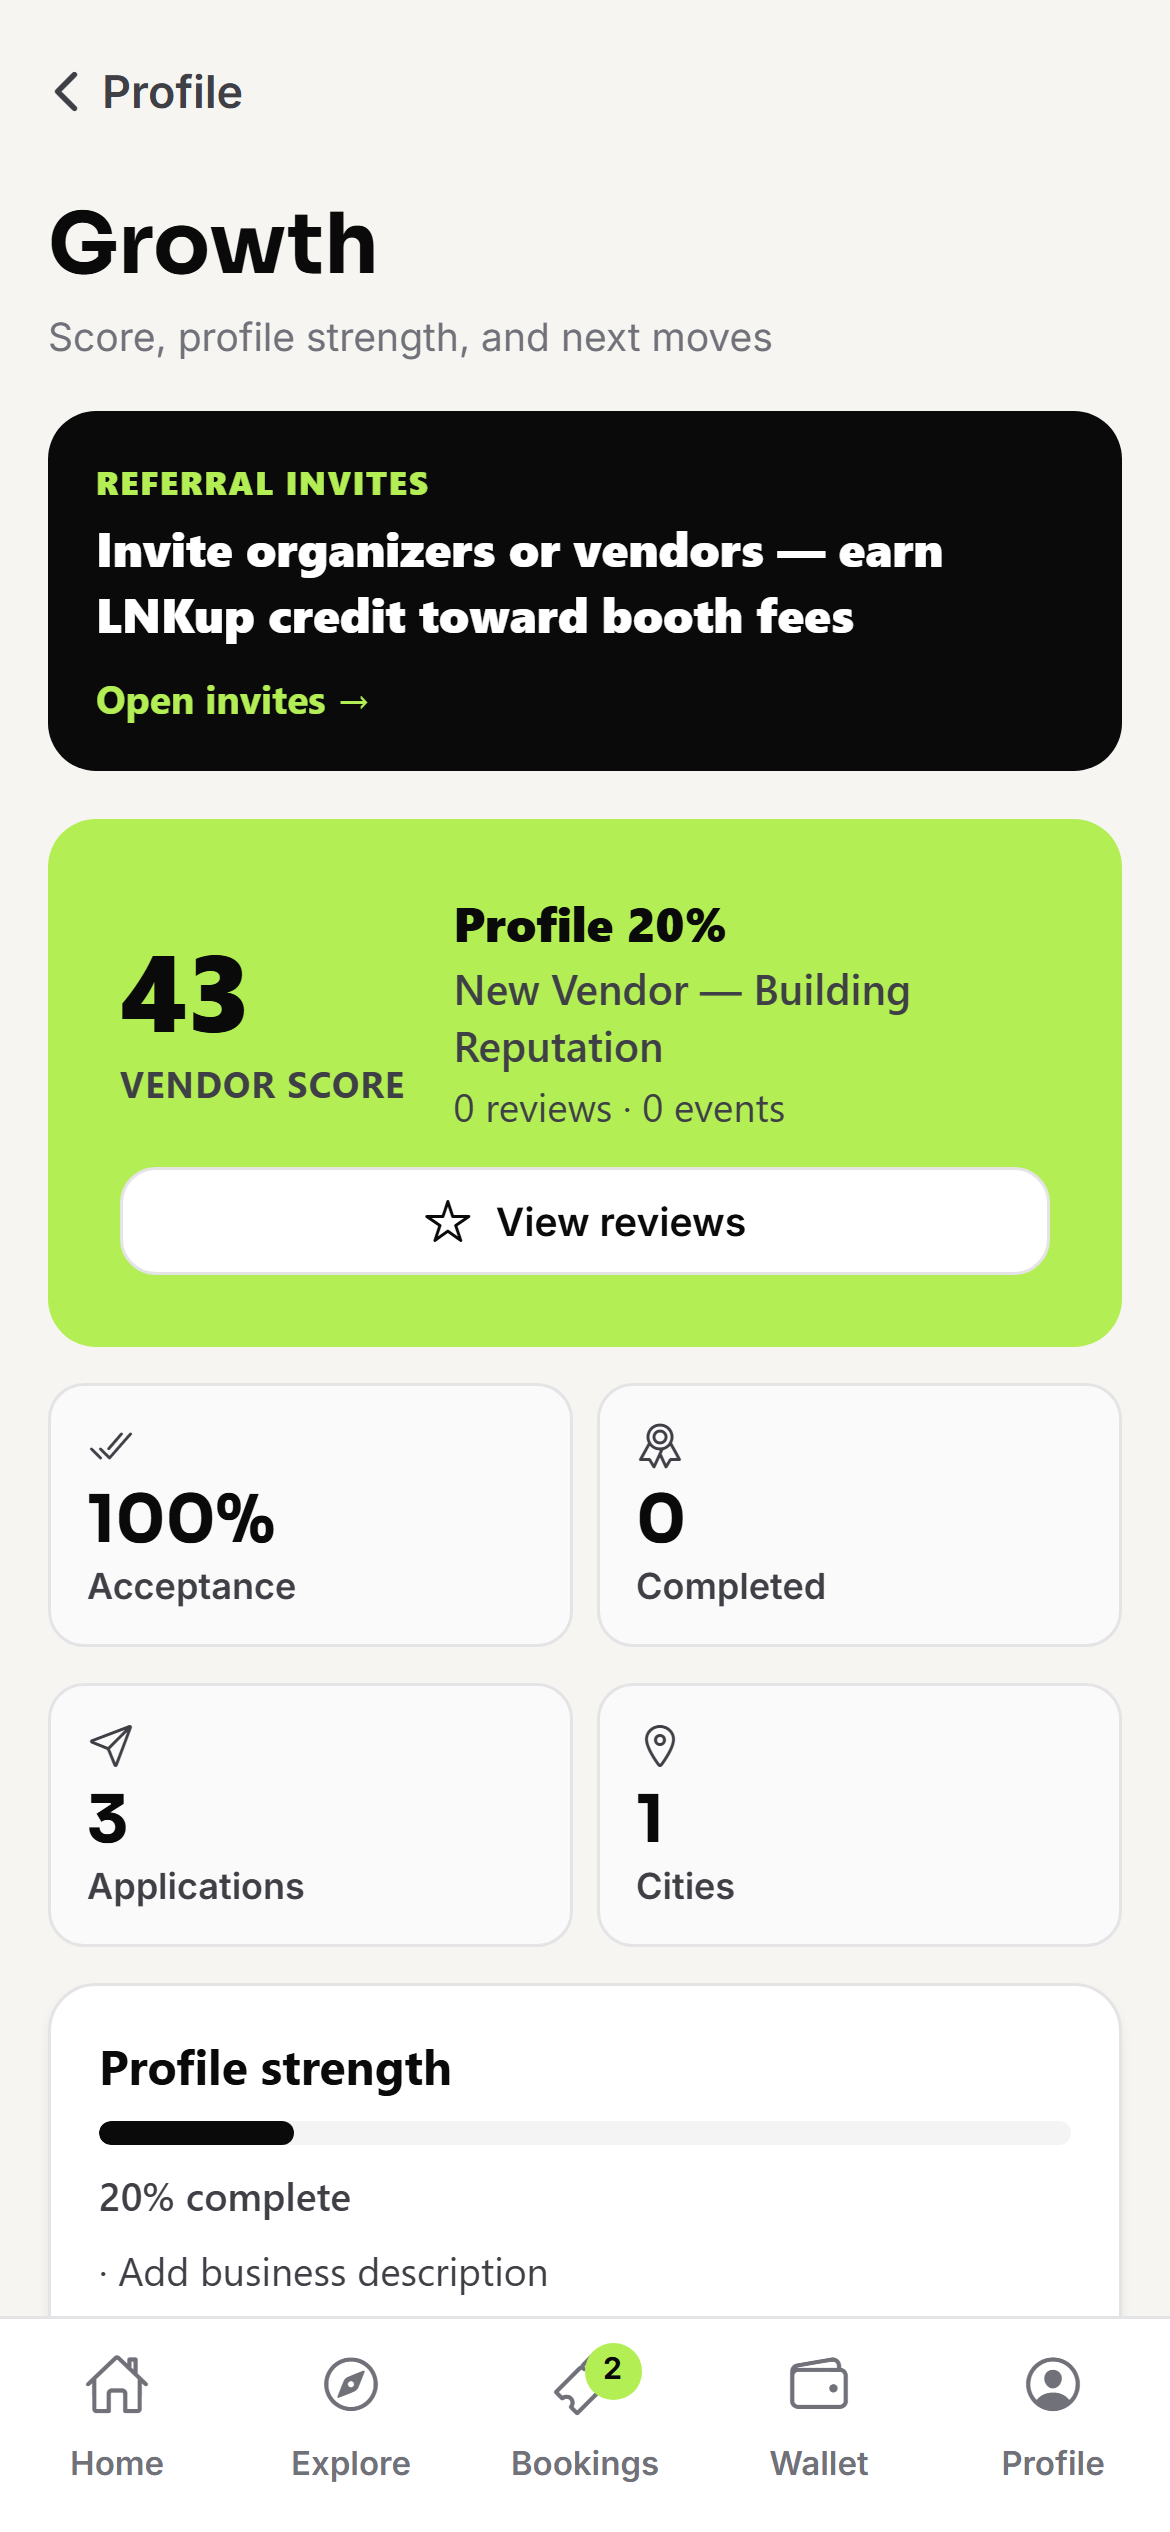 Profile
Growth
Score, profile strength, and next moves
REFERRAL INVITES
Invite organizers or vendors — earn
LNKup credit toward booth fees
Open invites →
43
VENDOR SCORE
Profile 20%
New Vendor — Building
Reputation
0 reviews · 0 events
View reviews
100%
Acceptance
0
Completed
3
Applications
1
Cities
Profile strength
20% complete
· Add business description
2
Home
Explore
Bookings
Wallet
Profile